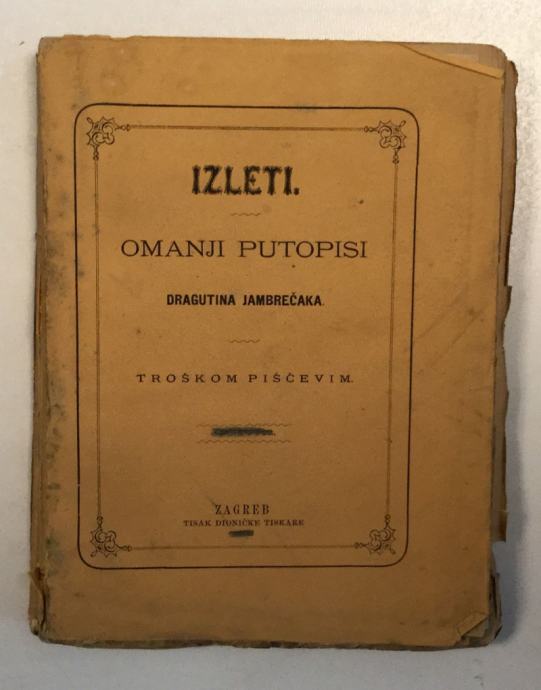 IZLETI.
OMANJI PUTOPISI
DRAGUTINA JAMBREČAKA.
TROŠKOM PIŠČEVIM.
ZAGREB
TISAK DIONIČKE TISKARE